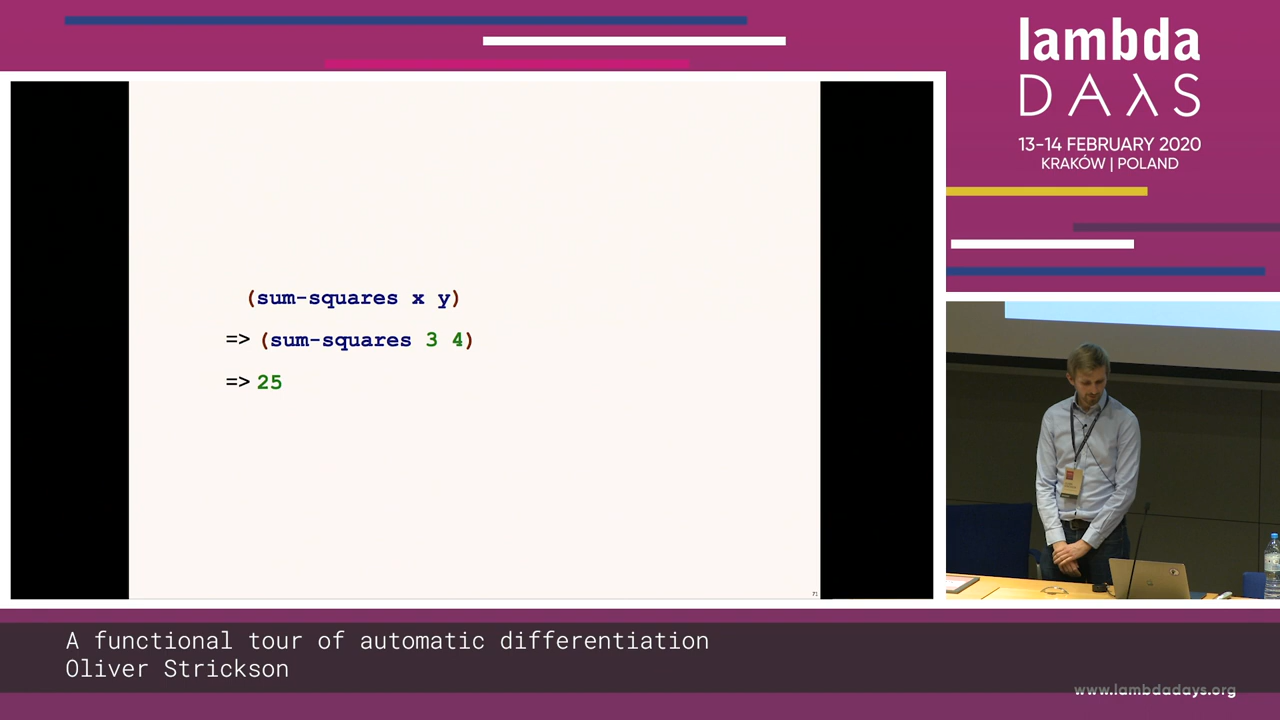 lambda
DAλS
13-14 FEBRUARY 2020
KRAKÓW | POLAND
(sum-squares x y)
=> (sum-squares 3 4)
=> 25
71
A functional tour of automatic differentiation
Oliver Strickson
www.lambdadays.org